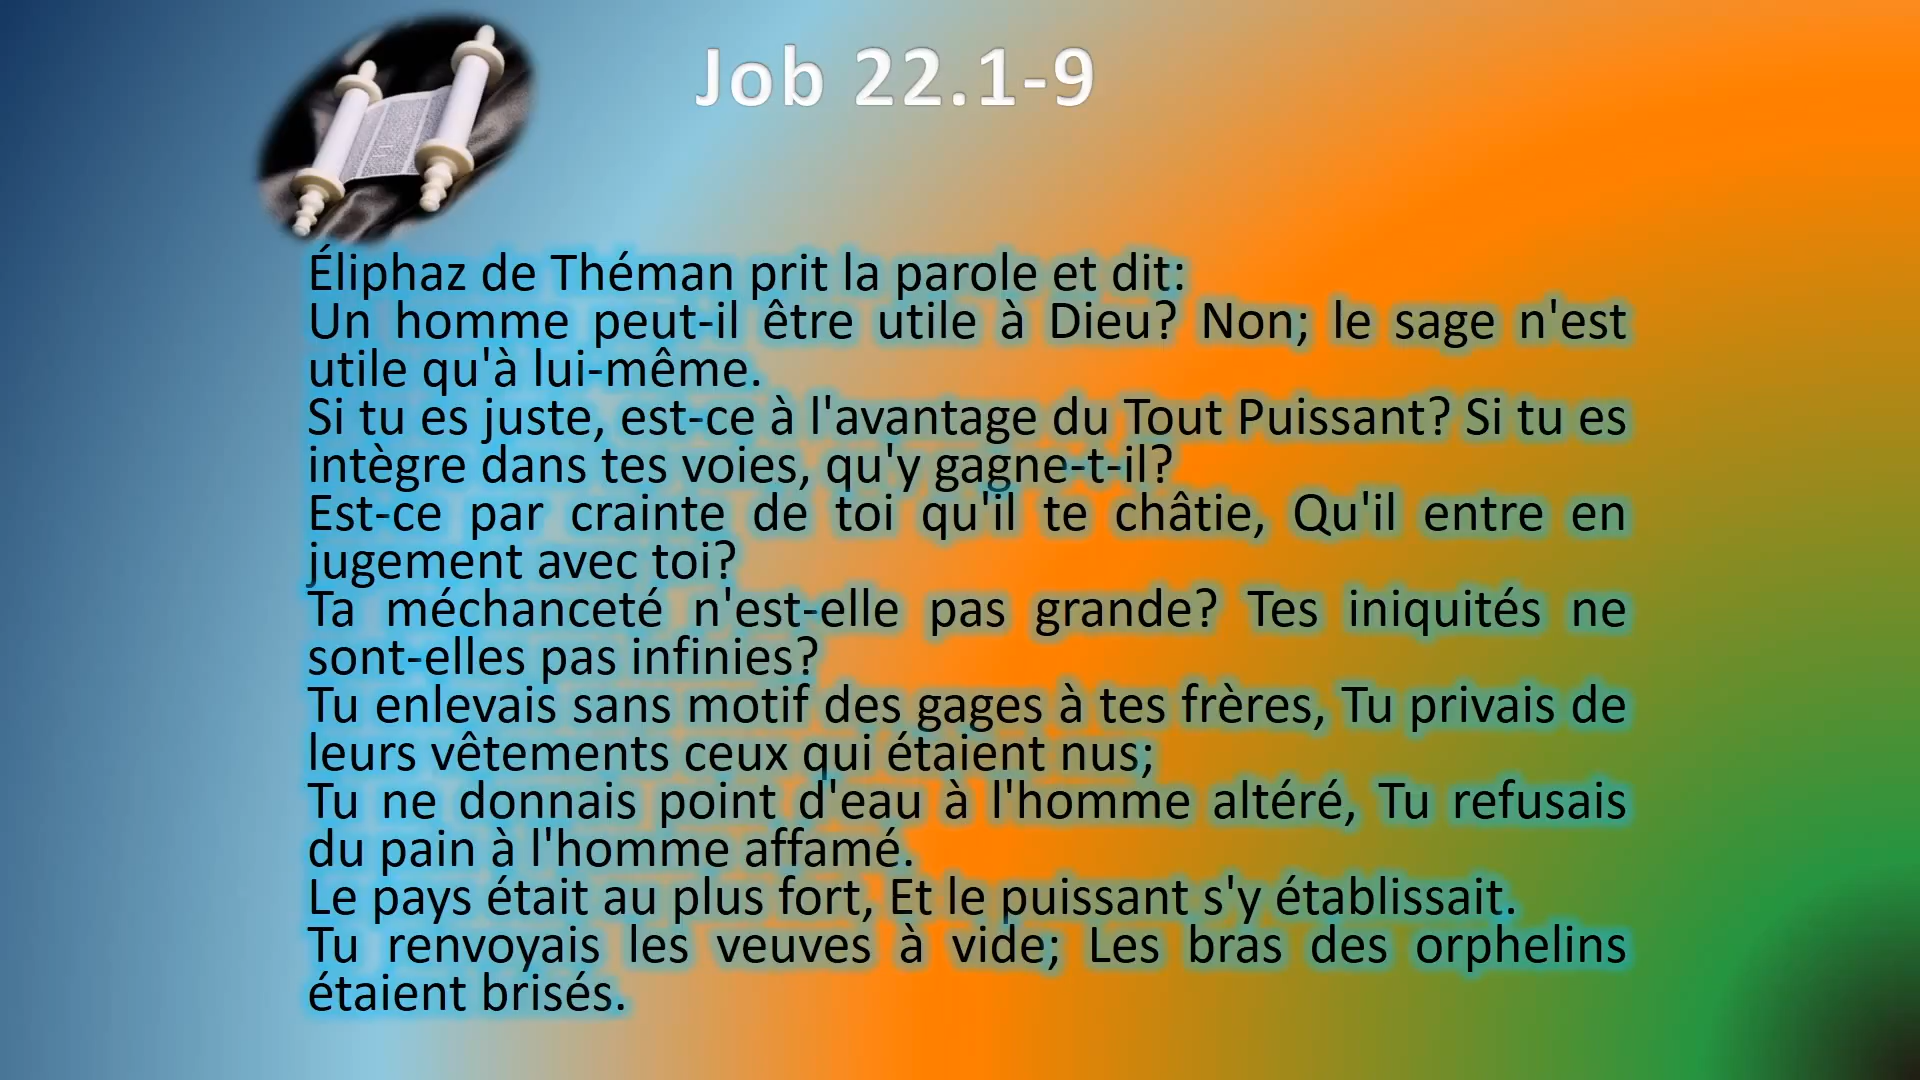 Job 22.1-9
Éliphaz de Théman prit la parole et dit:
Un homme peut-il être utile à Dieu? Non; le sage n'est
utile qu'à lui-même.
Si tu es juste, est-ce à l'avantage du Tout Puissant? Si tu es
intègre dans tes voies, qu'y gagne-t-il?
Est-ce par crainte de toi qu'il te châtie, Qu'il entre en
jugement avec toi?
Ta méchanceté n'est-elle pas grande? Tes iniquités ne
sont-elles pas infinies?
Tu enlevais sans motif des gages à tes frères, Tu privais de
leurs vêtements ceux qui étaient nus;
Tu ne donnais point d'eau à l'homme altéré, Tu refusais
du pain à l'homme affamé.
Le pays était au plus fort, Et le puissant s'y établissait.
Tu renvoyais les veuves à vide; Les bras des orphelins
étaient brisés.